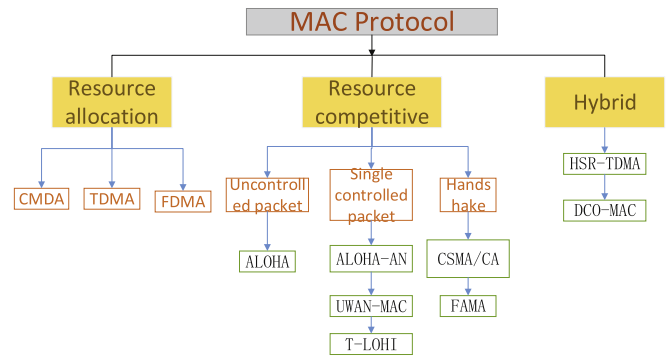 MAC Protocol
Resource
allocation
Resource
competitive
Hybrid
CMDA
TDMA
FDMA
Uncontroll
ed packet
Single
controlled
packet
Hands
hake
HSR-TDMA
DCO-MAC
ALOHA
ALOHA-AN
CSMA/CA
UWAN-MAC
FAMA
T-LOHI